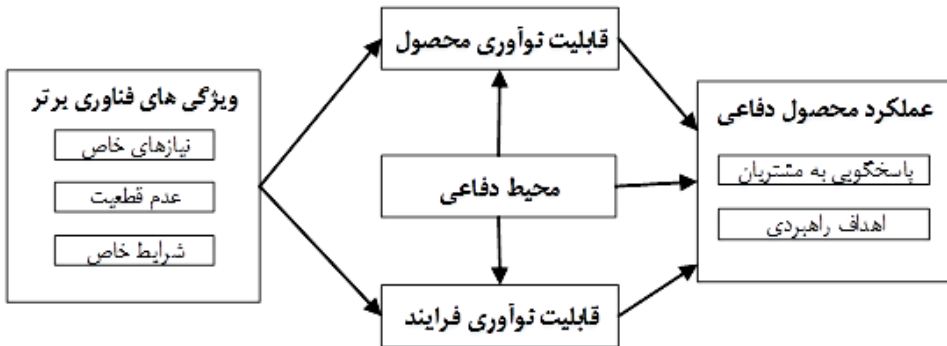 ویژگی های فناوری برتر
نیازهای خاص
عدم قطعیت
شرایط خاص
قابلیت نوآوری محصول
محیط دفاعی
قابلیت نوآوری فرایند
عملکرد محصول دفاعی
پاسخگویی به مشتریان
اهداف راهبردی